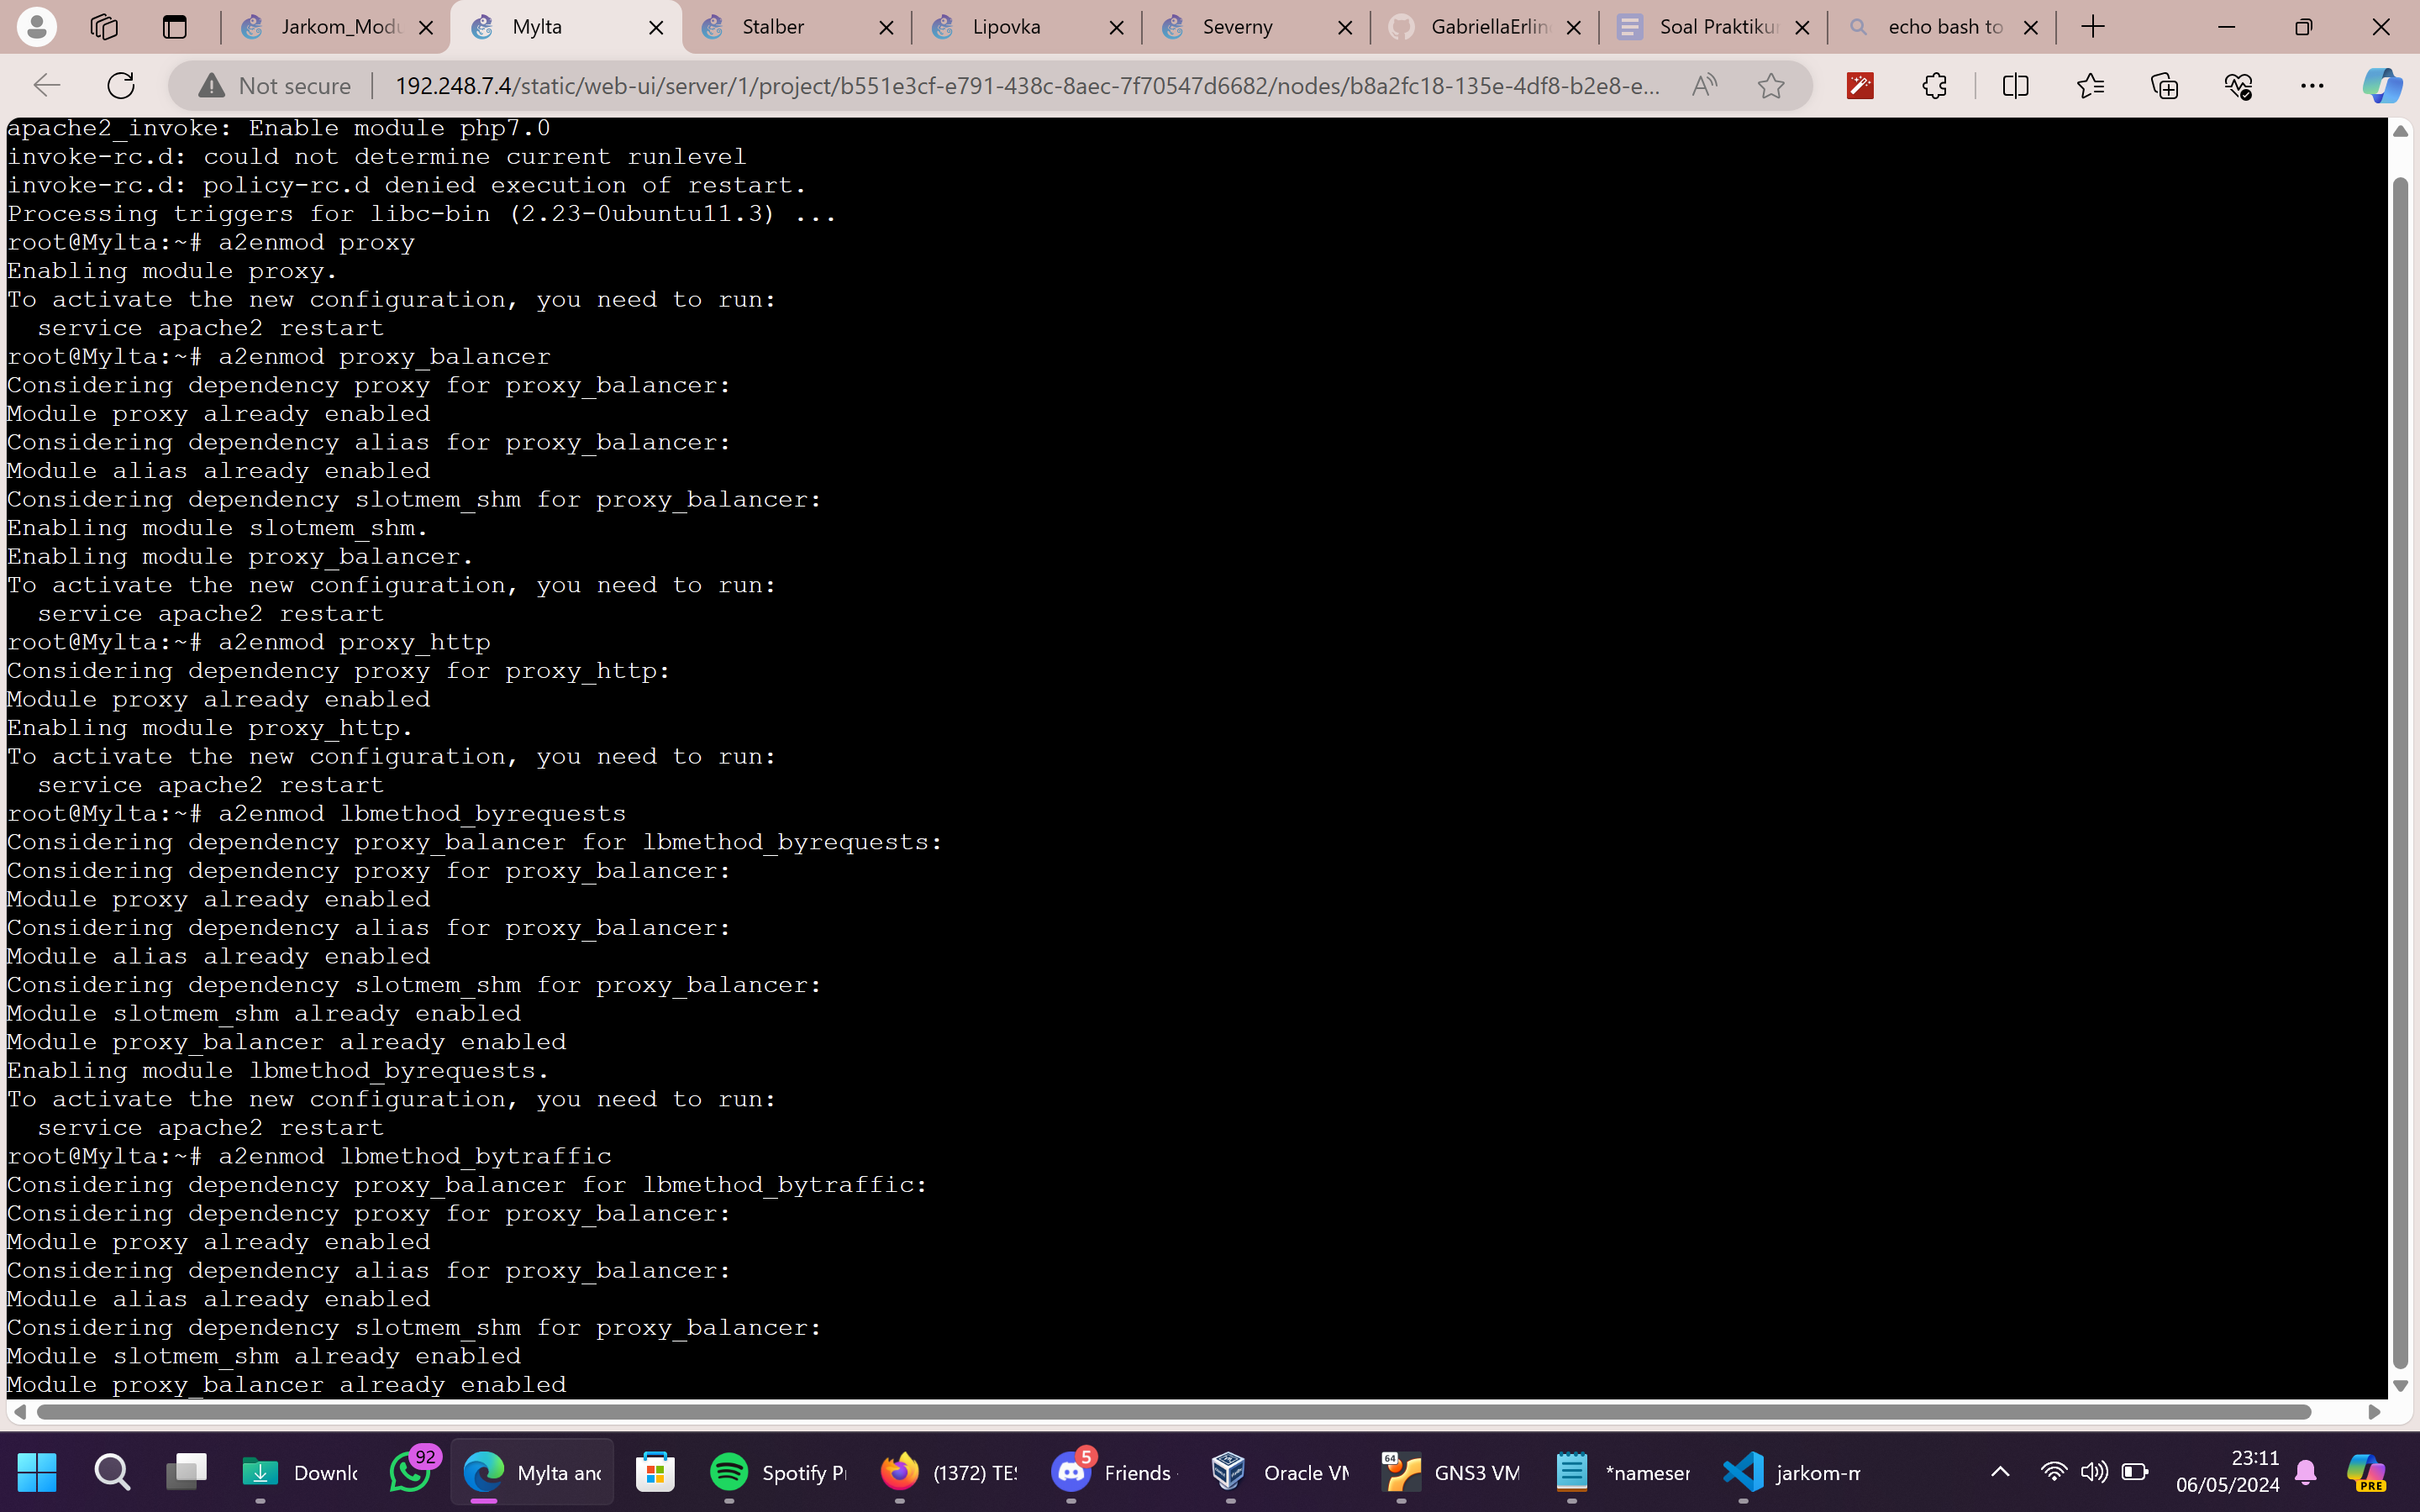 Jarkom_Modu
Mylta
Stalber
Lipovka
Severny
GabriellaErlin
Soal Praktiku
echo bash to
Not secure
192.248.7.4/static/web-ui/server/1/project/b551e3cf-e791-438c-8aec-7f70547d6682/nodes/b8a2fc18-135e-4df8-b2e8-e...
apache2_invoke: Enable module php7.0
invoke-rc.d: could not determine current runlevel
invoke-rc.d: policy-rc.d denied execution of restart.
Processing triggers for libc-bin (2.23-0ubuntu11.3) ...
root@Mylta:~# a2enmod proxy
Enabling module proxy.
To activate the new configuration, you need to run:
  service apache2 restart
root@Mylta:~# a2enmod proxy_balancer
Considering dependency proxy for proxy_balancer:
Module proxy already enabled
Considering dependency alias for proxy_balancer:
Module alias already enabled
Considering dependency slotmem_shm for proxy_balancer:
Enabling module slotmem_shm.
Enabling module proxy_balancer.
To activate the new configuration, you need to run:
  service apache2 restart
root@Mylta:~# a2enmod proxy_http
Considering dependency proxy for proxy_http:
Module proxy already enabled
Enabling module proxy_http.
To activate the new configuration, you need to run:
  service apache2 restart
root@Mylta:~# a2enmod lbmethod_byrequests
Considering dependency proxy_balancer for lbmethod_byrequests:
Considering dependency proxy for proxy_balancer:
Module proxy already enabled
Considering dependency alias for proxy_balancer:
Module alias already enabled
Considering dependency slotmem_shm for proxy_balancer:
Module slotmem_shm already enabled
Module proxy_balancer already enabled
Enabling module lbmethod_byrequests.
To activate the new configuration, you need to run:
  service apache2 restart
root@Mylta:~# a2enmod lbmethod_bytraffic
Considering dependency proxy_balancer for lbmethod_bytraffic:
Considering dependency proxy for proxy_balancer:
Module proxy already enabled
Considering dependency alias for proxy_balancer:
Module alias already enabled
Considering dependency slotmem_shm for proxy_balancer:
Module slotmem_shm already enabled
Module proxy_balancer already enabled
Downlo
92
Mylta and
Spotify Pr
(1372) TES
5
Friends -
Oracle VM
64
GNS3 VM
*nameser
jarkom-m
23:11
06/05/2024
PRE